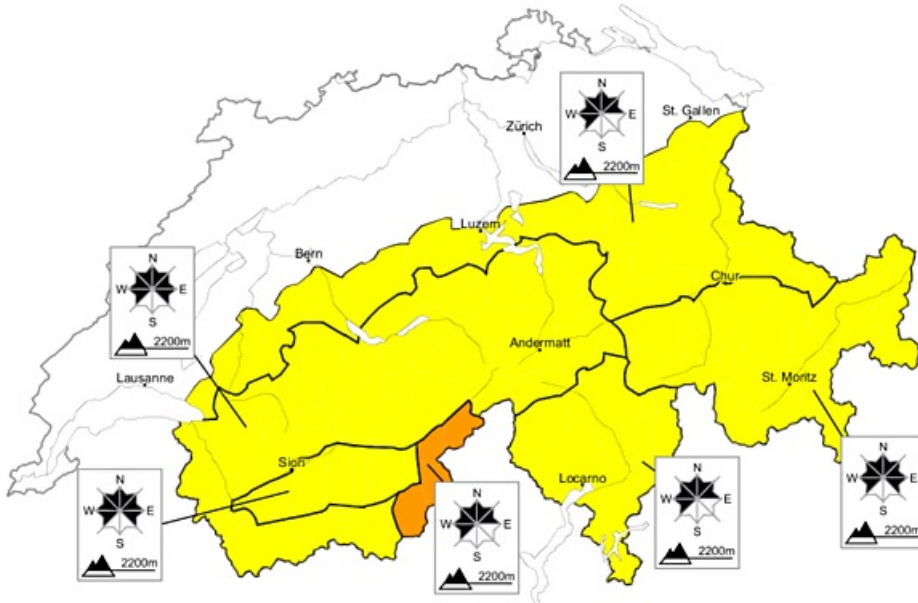 N
W E
S
2200m
St. Gallen
Zürich
Luzern
Bern
N
W E
S
2200m
Chur
Andermatt
Lausanne
St. Moritz
Sion
Locarno
N
W E
S
2200m
N
W E
S
2200m
N
W E
S
2200m
N
W E
S
2200m